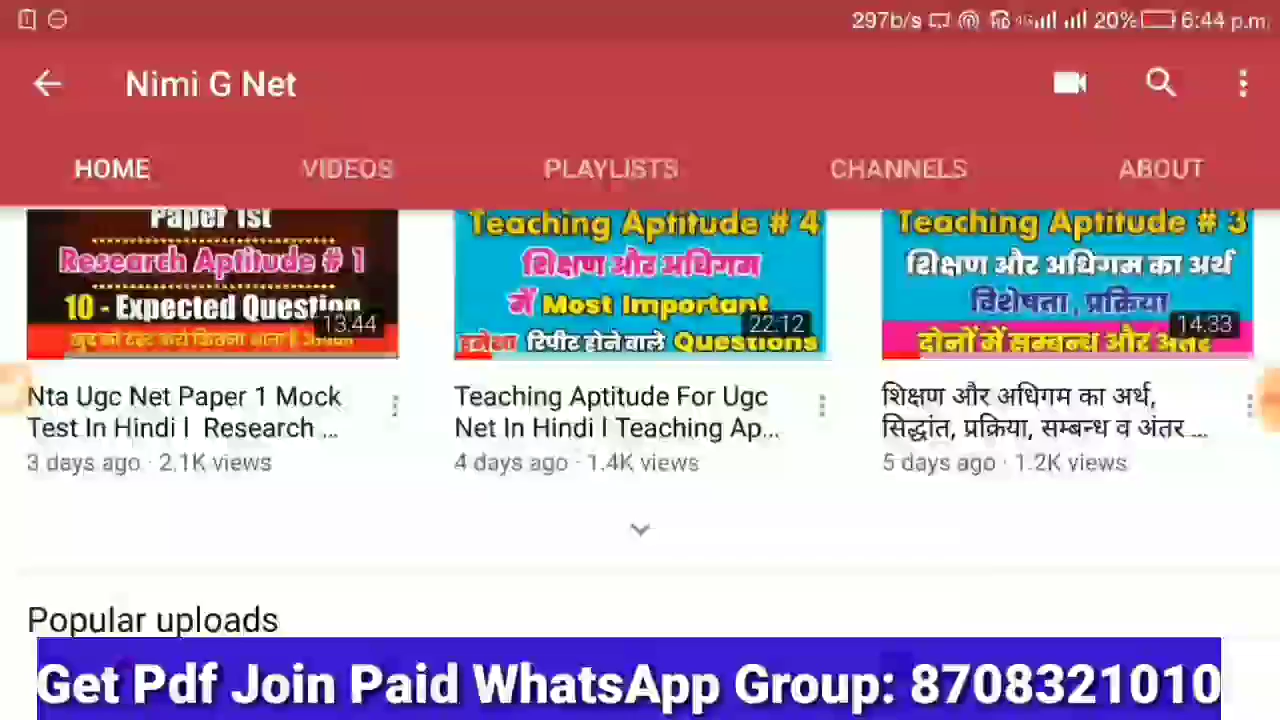 297b/s 20% 6:44 p.m.
Nimi G Net
HOME VIDEOS PLAYLISTS CHANNELS ABOUT
Paper 1st
Research Aptitude # 1
10 - Expected Question
13:44
Teaching Aptitude # 4
शिक्षण और अधिगम
में Most Important
22:12
रिपीट होने वाले Questions
Teaching Aptitude # 3
शिक्षण और अधिगम का अर्थ
विशेषता , प्रक्रिया
14:33
दोनों में सम्बन्ध और अंतर
Nta Ugc Net Paper 1 Mock
Test In Hindi l Research ...
3 days ago · 2.1K views
Teaching Aptitude For Ugc
Net In Hindi l Teaching Ap...
4 days ago · 1.4K views
शिक्षण और अधिगम का अर्थ,
सिद्धांत, प्रक्रिया, सम्बन्ध व अंतर ...
5 days ago · 1.2K views
Popular uploads
Get Pdf Join Paid WhatsApp Group: 8708321010